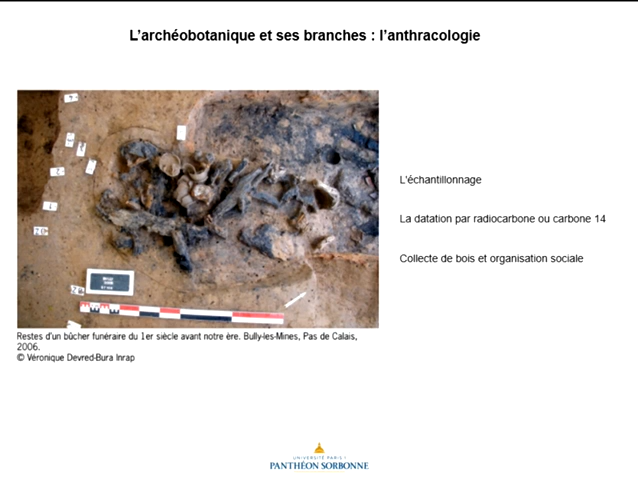 L'archéobotanique et ses branches : l'anthracologie
L'échantillonnage
La datation par radiocarbone ou carbone 14
Collecte de bois et organisation sociale
Restes d'un bûcher funéraire du 1er siècle avant notre ère. Bully-les-Mines, Pas de Calais,
2006.
© Véronique Devred-Bura Inrap
UNIVERSITÉ PARIS 1
PANTHÉON SORBONNE